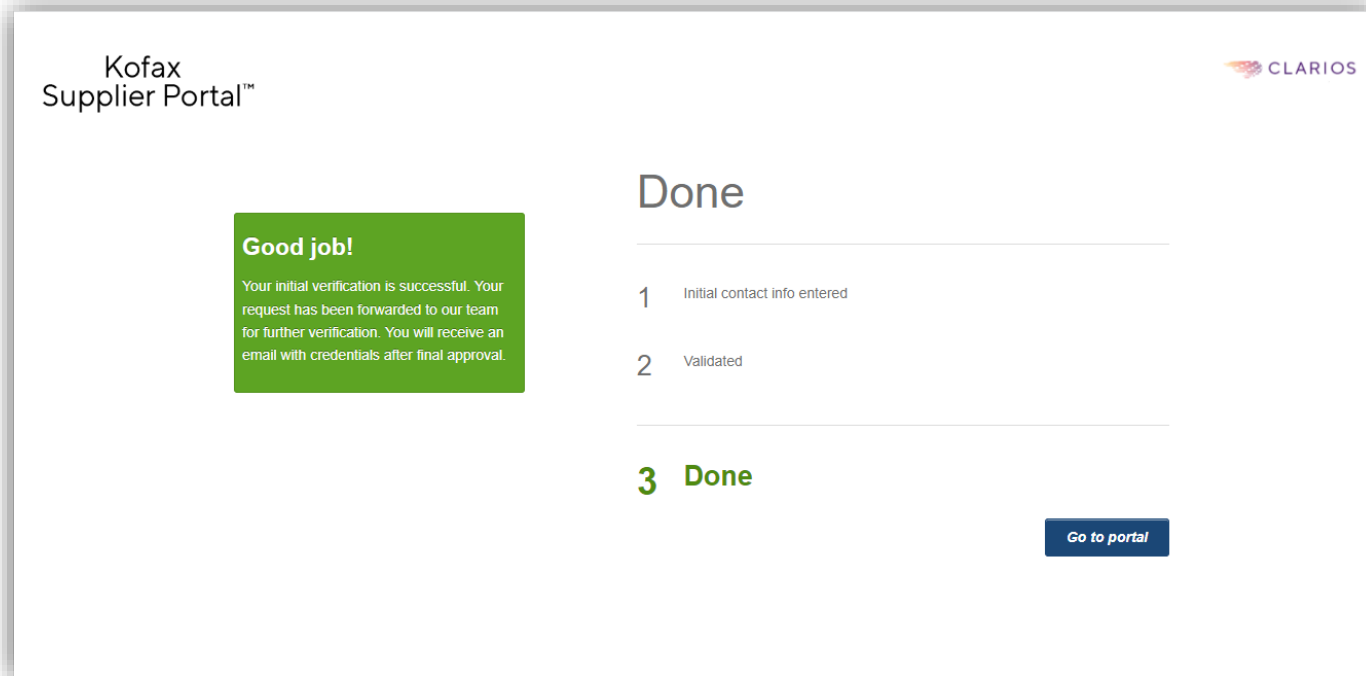 Kofax
Supplier Portal™
CLARIOS
Done
Good job!
Your initial verification is successful. Your
request has been forwarded to our team
for further verification. You will receive an
email with credentials after final approval.
1 Initial contact info entered
2 Validated
3 Done
Go to portal